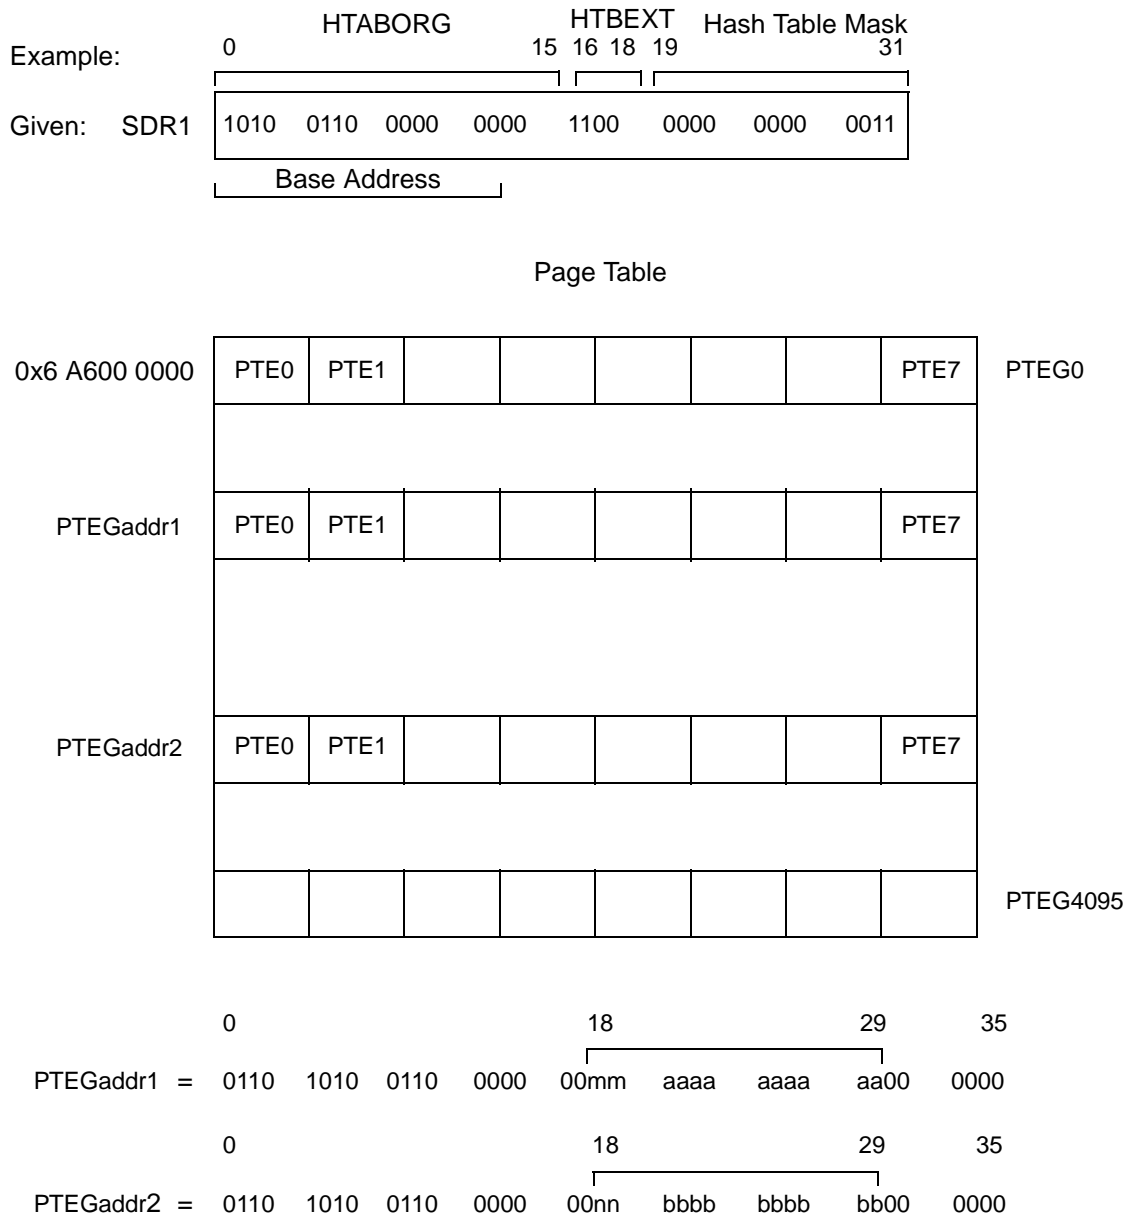 HTABORG HTBEXT Hash Table Mask
Example: 0 15 16 18 19 31
Given: SDR1 1010 0110 0000 0000 1100 0000 0000 0011
Base Address
Page Table
0x6 A600 0000 PTE0 PTE1 PTE7 PTEG0
PTEGaddr1 PTE0 PTE1 PTE7
PTEGaddr2 PTE0 PTE1 PTE7
PTEG4095
0 18 29 35
PTEGaddr1 = 0110 1010 0110 0000 00mm aaaa aaaa aa00 0000
0 18 29 35
PTEGaddr2 = 0110 1010 0110 0000 00nn bbbb bbbb bb00 0000